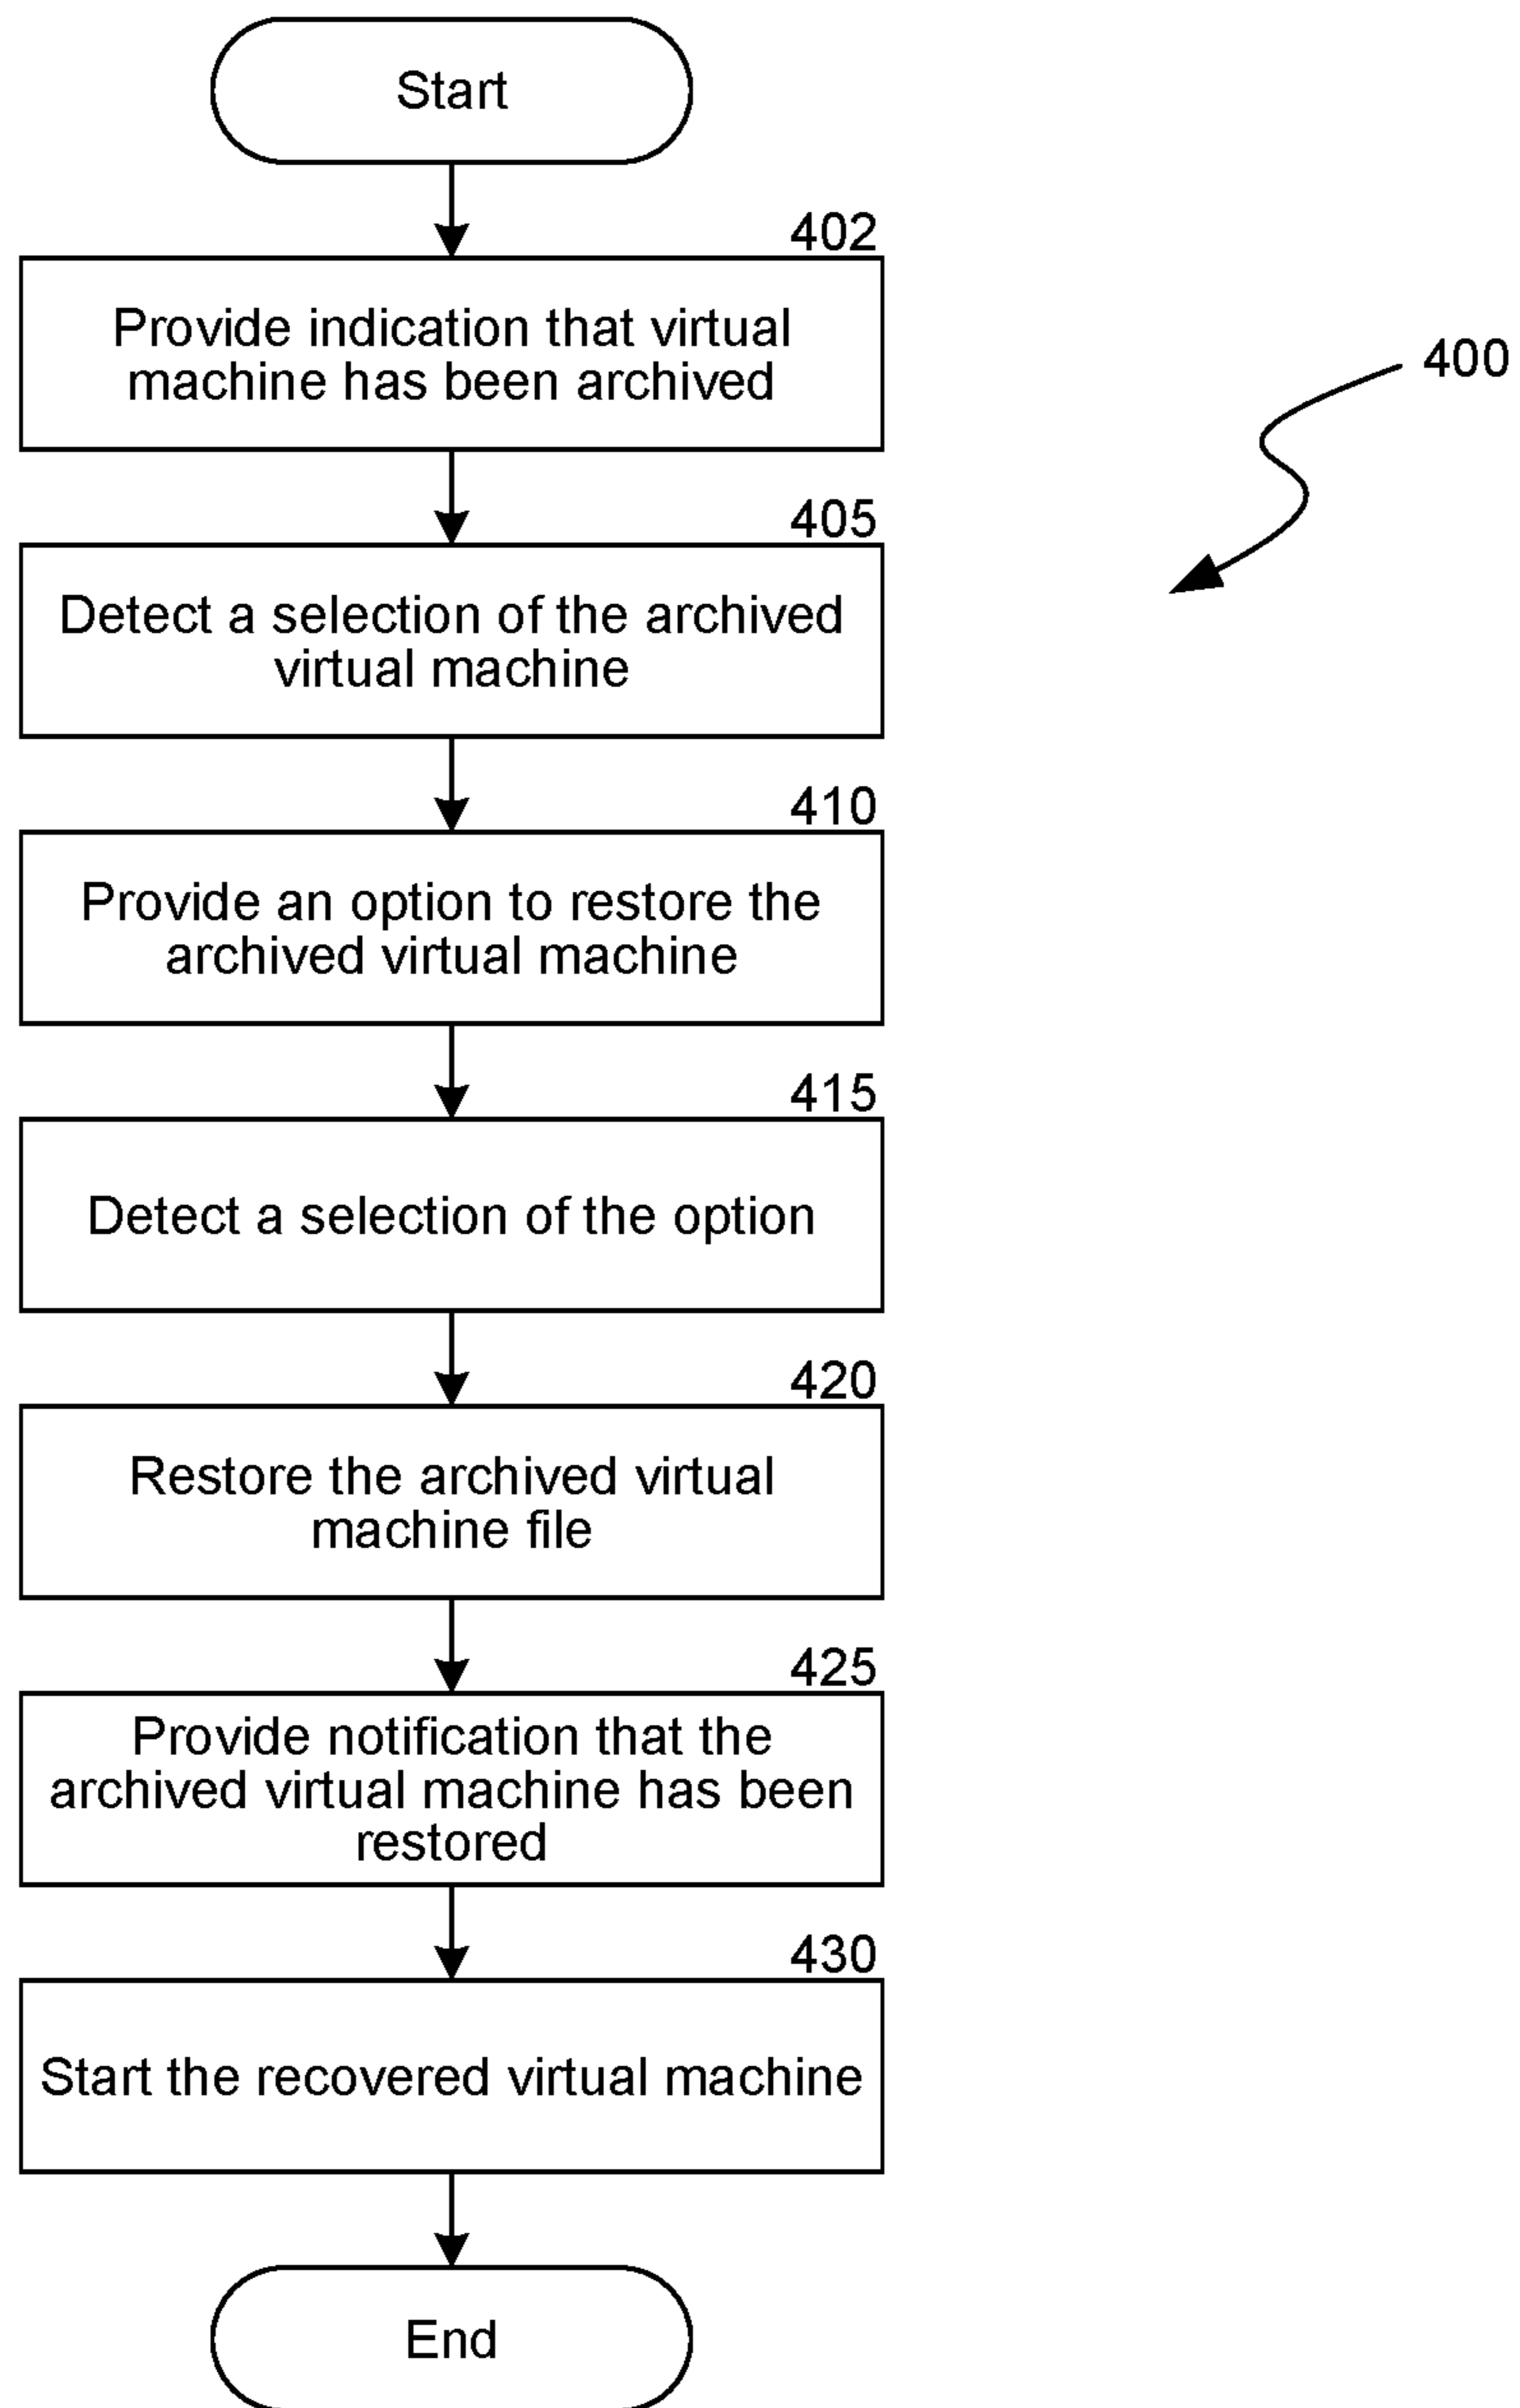 Start
402
Provide indication that virtual
machine has been archived
400
405
Detect a selection of the archived
virtual machine
410
Provide an option to restore the
archived virtual machine
415
Detect a selection of the option
420
Restore the archived virtual
machine file
425
Provide notification that the
archived virtual machine has been
restored
430
Start the recovered virtual machine
End